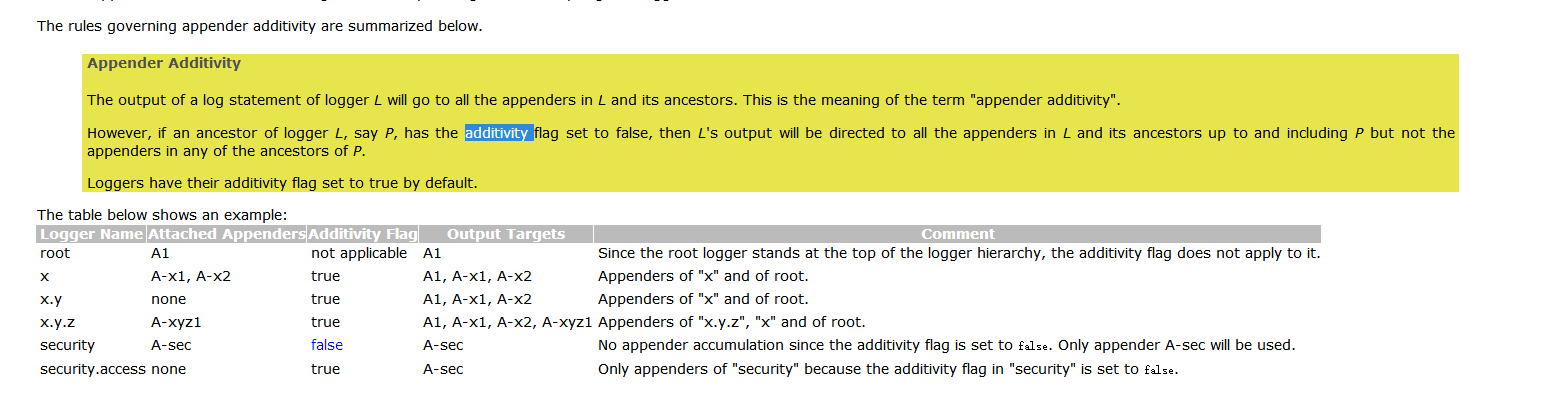 The rules governing appender additivity are summarized below.
Appender Additivity
The output of a log statement of logger L will go to all the appenders in L and its ancestors. This is the meaning of the term "appender additivity".
However, if an ancestor of logger L, say P, has the additivity flag set to false, then L's output will be directed to all the appenders in L and its ancestors up to and including P but not the
appenders in any of the ancestors of P.
Loggers have their additivity flag set to true by default.
The table below shows an example:
Logger Name Attached Appenders Additivity Flag Output Targets Comment
root A1 not applicable A1 Since the root logger stands at the top of the logger hierarchy, the additivity flag does not apply to it.
x A-x1, A-x2 true A1, A-x1, A-x2 Appenders of "x" and of root.
x.y none true A1, A-x1, A-x2 Appenders of "x" and of root.
x.y.z A-xyz1 true A1, A-x1, A-x2, A-xyz1 Appenders of "x.y.z", "x" and of root.
security A-sec false A-sec No appender accumulation since the additivity flag is set to false. Only appender A-sec will be used.
security.access none true A-sec Only appenders of "security" because the additivity flag in "security" is set to false.